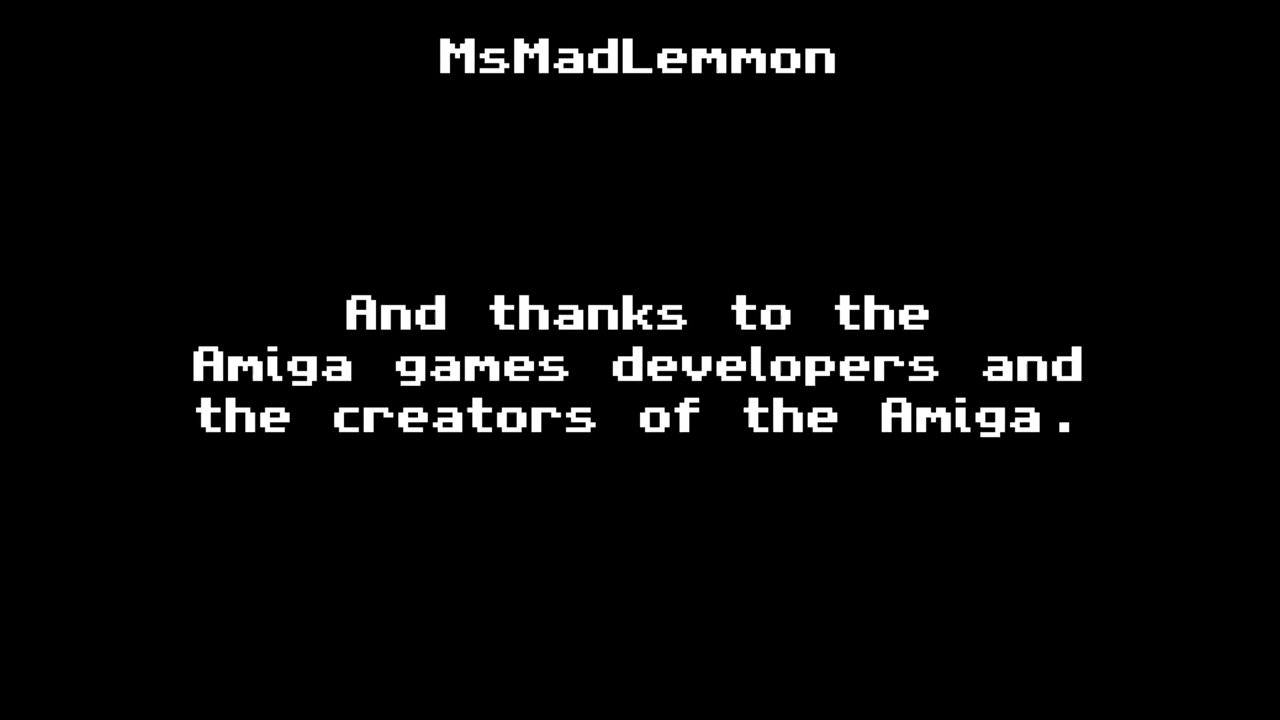 MsMadLemmon
And thanks to the
Amiga games developers and
the creators of the Amiga.